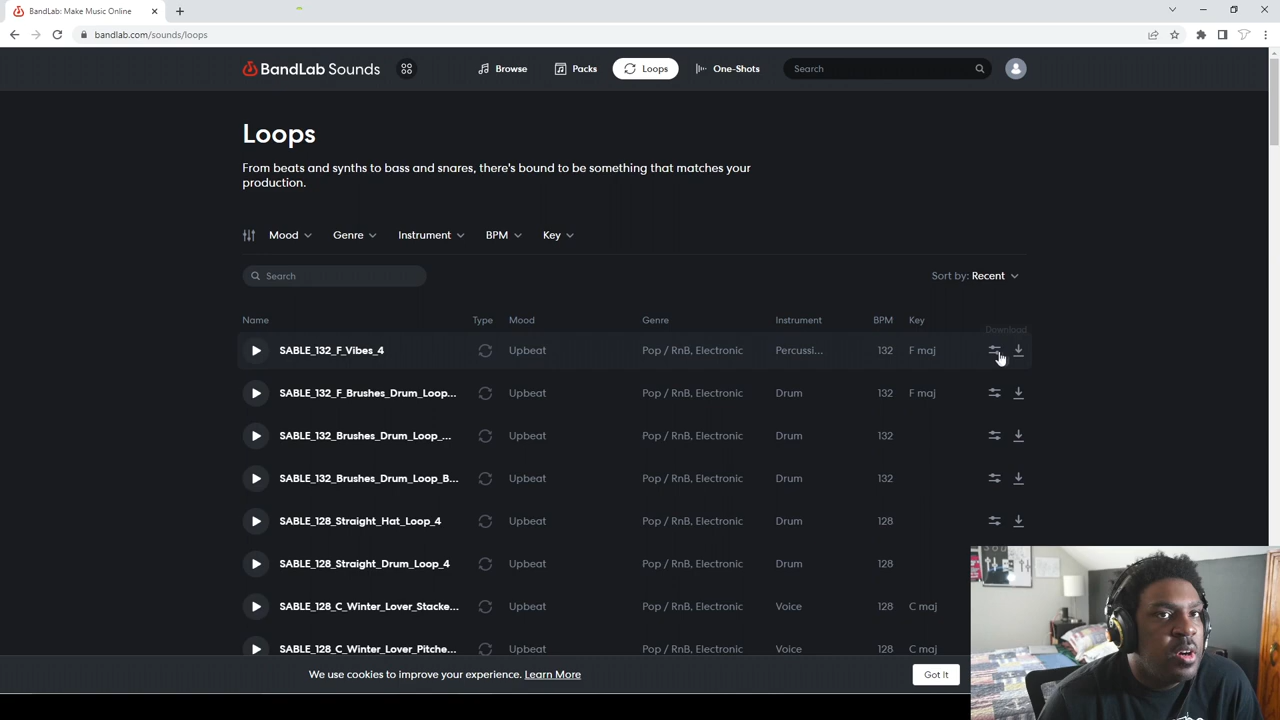 BandLab: Make Music Online
bandlab.com/sounds/loops
BandLab Sounds Browse Packs Loops One-Shots Search
Loops
From beats and synths to bass and snares, there's bound to be something that matches your
production.
Mood Genre Instrument BPM Key
Search Sort by: Recent
Name Type Mood Genre Instrument BPM Key
Download
SABLE_132_F_Vibes_4 Upbeat Pop / RnB, Electronic Percussi... 132 F maj
SABLE_132_F_Brushes_Drum_Loop... Upbeat Pop / RnB, Electronic Drum 132 F maj
SABLE_132_Brushes_Drum_Loop_... Upbeat Pop / RnB, Electronic Drum 132
SABLE_132_Brushes_Drum_Loop_B... Upbeat Pop / RnB, Electronic Drum 132
SABLE_128_Straight_Hat_Loop_4 Upbeat Pop / RnB, Electronic Drum 128
SABLE_128_Straight_Drum_Loop_4 Upbeat Pop / RnB, Electronic Drum 128
SABLE_128_C_Winter_Lover_Stacke... Upbeat Pop / RnB, Electronic Voice 128 C maj
SABLE_128_C_Winter_Lover_Pitche... Upbeat Pop / RnB, Electronic Voice 128 C maj
We use cookies to improve your experience. Learn More Got It